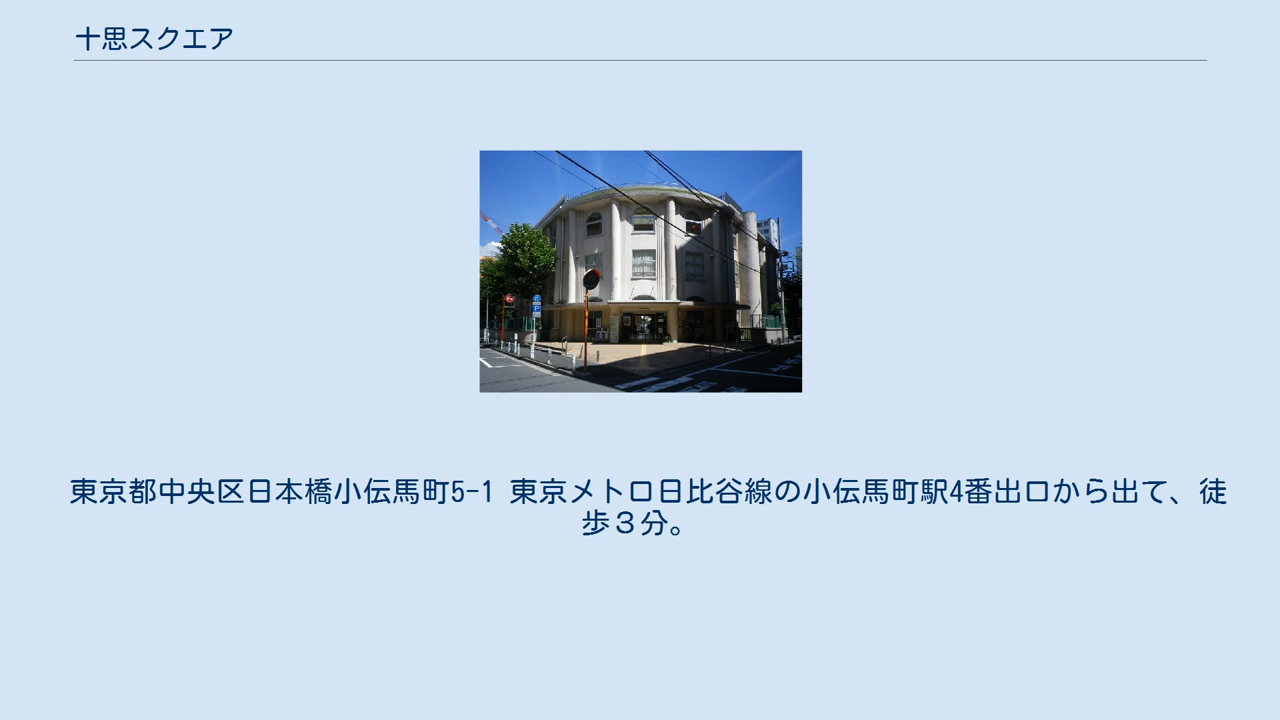 十思スクエア
東京都中央区日本橋小伝馬町5-1 東京メトロ日比谷線の小伝馬町駅4番出口から出て、徒
歩３分。